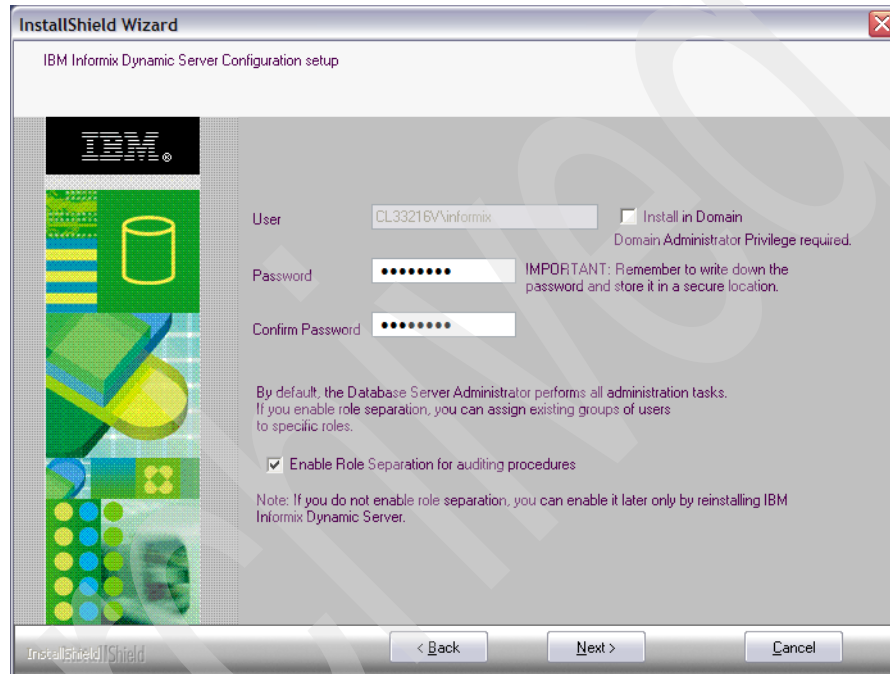 InstallShield Wizard
IBM Informix Dynamic Server Configuration setup
IBM®
User
CL33216V\informix
Install in Domain
Domain Administrator Privilege required.
Password
IMPORTANT: Remember to write down the
password and store it in a secure location.
Confirm Password
By default, the Database Server Administrator performs all administration tasks.
If you enable role separation, you can assign existing groups of users
to specific roles.
Enable Role Separation for auditing procedures
Note: If you do not enable role separation, you can enable it later only by reinstalling IBM
Informix Dynamic Server.
InstallShield
< Back
Next >
Cancel